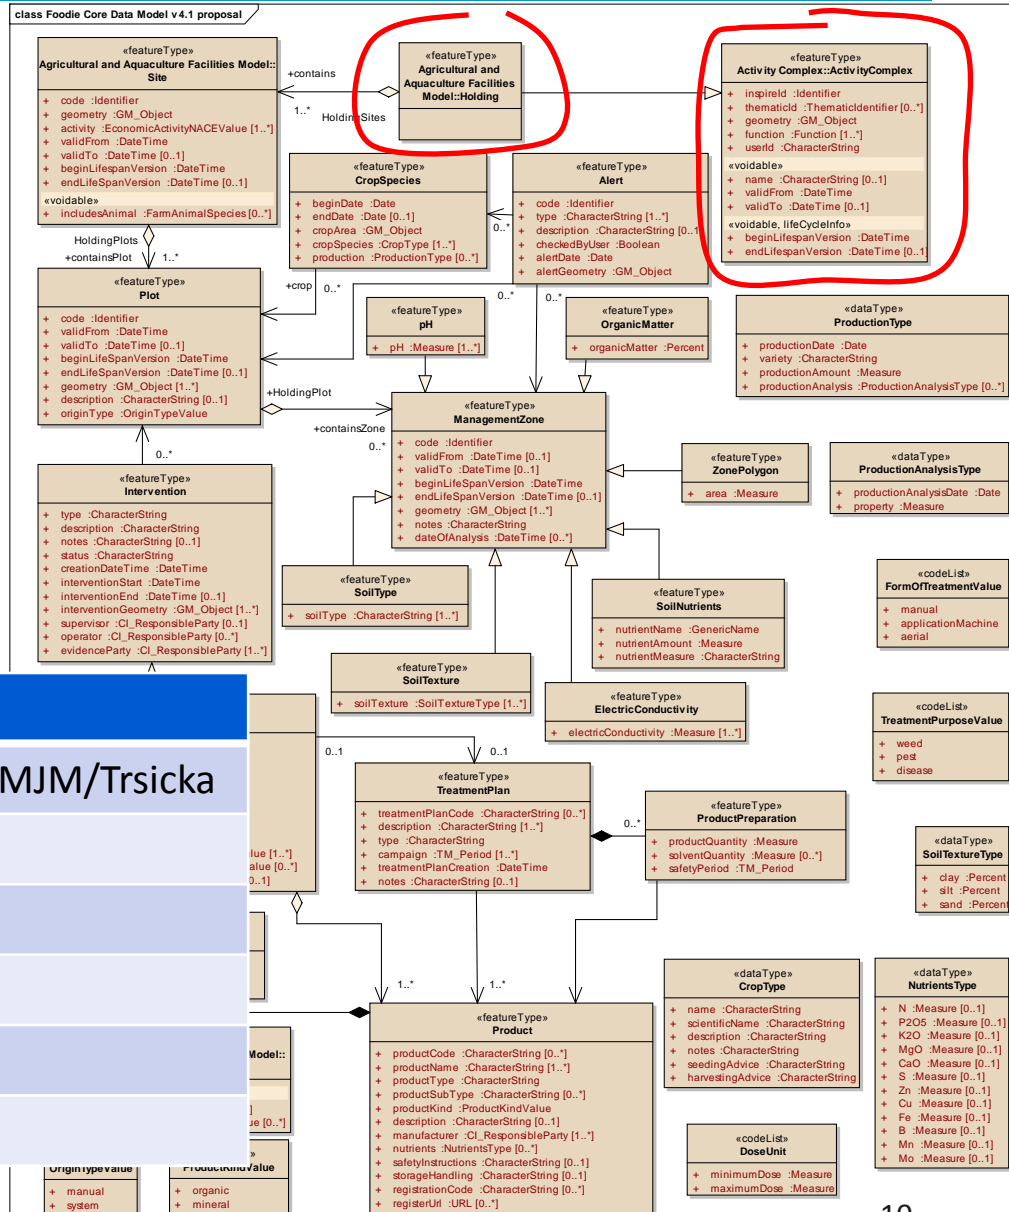 class Foodie Core Data Model v4.1 proposal
«featureType»
Agricultural and Aquaculture Facilities Model::
Site
+ code :Identifier
+ geometry :GM_Object
+ activity :EconomicActivityNACEValue [1..*]
+ validFrom :DateTime
+ validTo :DateTime [0..1]
+ beginLifespanVersion :DateTime
+ endLifeSpanVersion :DateTime [0..1]
«voidable»
+ includesAnimal :FarmAnimalSpecies [0..*]
+contains
1..*
HoldingSites
«featureType»
Agricultural and
Aquaculture Facilities
Model::Holding
«featureType»
Activity Complex::ActivityComplex
+ inspireId :Identifier
+ thematicId :ThematicIdentifier [0..*]
+ geometry :GM_Object
+ function :Function [1..*]
+ userId :CharacterString
«voidable»
+ name :CharacterString [0..1]
+ validFrom :DateTime
+ validTo :DateTime [0..1]
«voidable, lifeCycleInfo»
+ beginLifespanVersion :DateTime
+ endLifespanVersion :DateTime [0..1]
«featureType»
CropSpecies
+ beginDate :Date
+ endDate :Date [0..1]
+ cropArea :GM_Object
+ cropSpecies :CropType [1..*]
+ production :ProductionType [0..*]
«featureType»
Alert
+ code :Identifier
+ type :CharacterString [1..*]
+ description :CharacterString [0..1
+ checkedByUser :Boolean
+ alertDate :Date
+ alertGeometry :GM_Object
0..*
HoldingPlots
+containsPlot
1..*
+crop
0..*
0..*
0..*
«featureType»
Plot
+ code :Identifier
+ validFrom :DateTime
+ validTo :DateTime [0..1]
+ beginLifeSpanVersion :DateTime
+ endLifeSpanVersion :DateTime [0..1]
+ geometry :GM_Object [1..*]
+ description :CharacterString [0..1]
+ originType :OriginTypeValue
«featureType»
pH
+ pH :Measure [1..*]
«featureType»
OrganicMatter
+ organicMatter :Percent
«dataType»
ProductionType
+ productionDate :Date
+ variety :CharacterString
+ productionAmount :Measure
+ productionAnalysis :ProductionAnalysisType [0..*]
+HoldingPlot
+containsZone
0..*
«featureType»
ManagementZone
+ code :Identifier
+ validFrom :DateTime [0..1]
+ validTo :DateTime [0..1]
+ beginLifeSpanVersion :DateTime
+ endLifeSpanVersion :DateTime [0..1]
+ geometry :GM_Object [1..*]
+ notes :CharacterString
+ dateOfAnalysis :DateTime [0..*]
«featureType»
ZonePolygon
+ area :Measure
«dataType»
ProductionAnalysisType
+ productionAnalysisDate :Date
+ property :Measure
0..*
«featureType»
Intervention
+ type :CharacterString
+ description :CharacterString
+ notes :CharacterString [0..1]
+ status :CharacterString
+ creationDateTime :DateTime
+ interventionStart :DateTime
+ interventionEnd :DateTime [0..1]
+ interventionGeometry :GM_Object [1..*]
+ supervisor :CI_ResponsibleParty [0..1]
+ operator :CI_ResponsibleParty [0..*]
+ evidenceParty :CI_ResponsibleParty [1..*]
«featureType»
SoilType
+ soilType :CharacterString [1..*]
«featureType»
SoilNutrients
+ nutrientName :GenericName
+ nutrientAmount :Measure
+ nutrientMeasure :CharacterString
«codeList»
FormOfTreatmentValue
+ manual
+ applicationMachine
+ aerial
«featureType»
SoilTexture
+ soilTexture :SoilTextureType [1..*]
«featureType»
ElectricConductivity
+ electricConductivity :Measure [1..*]
«codeList»
TreatmentPurposeValue
+ weed
+ pest
+ disease
MJM/Trsicka
0..1
0..1
«featureType»
TreatmentPlan
+ treatmentPlanCode :CharacterString [0..*]
+ description :CharacterString [1..*]
+ type :CharacterString
+ campaign :TM_Period [1..*]
+ treatmentPlanCreation :DateTime
+ notes :CharacterString [0..1]
0..*
«featureType»
ProductPreparation
+ productQuantity :Measure
+ solventQuantity :Measure [0..*]
+ safetyPeriod :TM_Period
«dataType»
SoilTextureType
+ clay :Percent
+ silt :Percent
+ sand :Percent
alue [1..*]
alue [0..*]
0..1]
1..*
1..*
«featureType»
Product
+ productCode :CharacterString [0..*]
+ productName :CharacterString [1..*]
+ productType :CharacterString
+ productSubType :CharacterString [0..*]
+ productKind :ProductKindValue
+ description :CharacterString [0..1]
+ manufacturer :CI_ResponsibleParty [1..*]
+ nutrients :NutrientsType [0..*]
+ safetyInstructions :CharacterString [0..1]
+ storageHandling :CharacterString [0..1]
+ registrationCode :CharacterString [0..*]
+ registerUrl :URL [0..*]
«dataType»
CropType
+ name :CharacterString
+ scientificName :CharacterString
+ description :CharacterString
+ notes :CharacterString
+ seedingAdvice :CharacterString
+ harvestingAdvice :CharacterString
«dataType»
NutrientsType
+ N :Measure [0..1]
+ P2O5 :Measure [0..1]
+ K2O :Measure [0..1]
+ MgO :Measure [0..1]
+ CaO :Measure [0..1]
+ S :Measure [0..1]
+ Zn :Measure [0..1]
+ Cu :Measure [0..1]
+ Fe :Measure [0..1]
+ B :Measure [0..1]
+ Mn :Measure [0..1]
+ Mo :Measure [0..1]
Model::
]
ue [0..*]
«codeList»
DoseUnit
+ minimumDose :Measure
+ maximumDose :Measure
OriginTypeValue
+ manual
+ system
ProductKindValue
+ organic
+ mineral